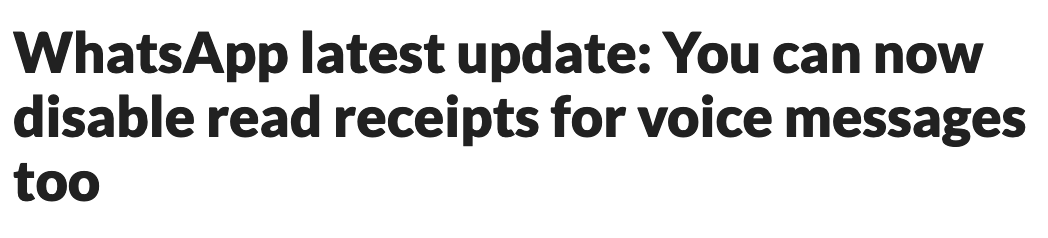 WhatsApp latest update: You can now
disable read receipts for voice messages
too